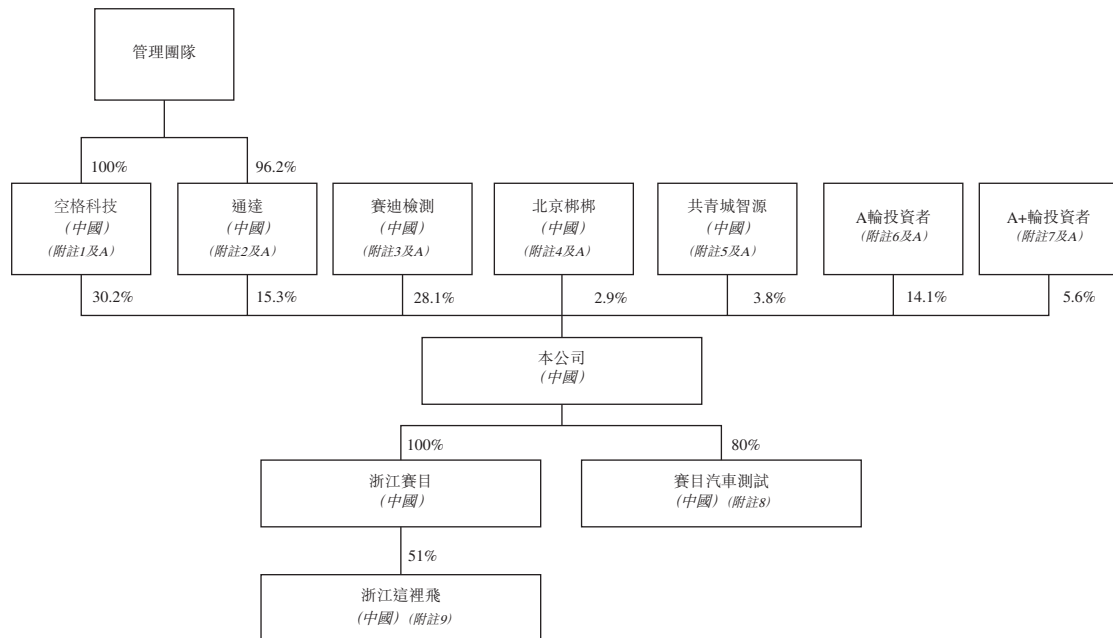 管理團隊
100%
96.2%
空格科技
(中國)
(附註1及A)
通達
(中國)
(附註2及A)
賽迪檢測
(中國)
(附註3及A)
北京梆梆
(中國)
(附註4及A)
共青城智源
(中國)
(附註5及A)
A輪投資者
(附註6及A)
A+輪投資者
(附註7及A)
30.2%
15.3%
28.1%
2.9%
3.8%
14.1%
5.6%
本公司
(中國)
100%
80%
浙江賽目
(中國)
賽目汽車測試
(中國) (附註8)
51%
浙江這裡飛
(中國) (附註9)